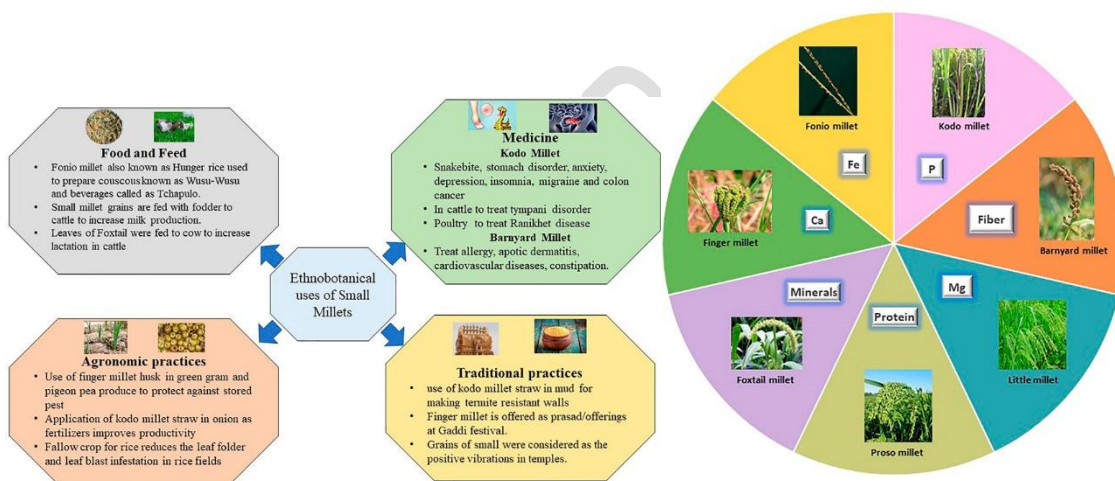 Food and Feed
• Fonio millet also known as Hunger rice used
to prepare couscous known as Wusu-Wusu
and beverages called as Tchapulo.
• Small millet grains are fed with fodder to
cattle to increase milk production.
• Leaves of Foxtail were fed to cow to increase
lactation in cattle
Medicine
Kodo Millet
• Snakebite, stomach disorder, anxiety,
depression, insomnia, migraine and colon
cancer
• In cattle to treat tympani disorder
• Poultry to treat Ranikhet disease
Barnyard Millet
• Treat allergy, apotic dermatitis,
cardiovascular diseases, constipation.
Ethnobotanical
uses of Small
Millets
Agronomic practices
• Use of finger millet husk in green gram and
pigeon pea produce to protect against stored
pest
• Application of kodo millet straw in onion as
fertilizers improves productivity
• Fallow crop for rice reduces the leaf folder
and leaf blast infestation in rice fields
Traditional practices
• use of kodo millet straw in mud for
making termite resistant walls
• Finger millet is offered as prasad/offerings
at Gaddi festival.
• Grains of small were considered as the
positive vibrations in temples.
Fonio millet
Fe
Kodo millet
P
Fiber
Barnyard millet
Mg
Little millet
Protein
Proso millet
Minerals
Foxtail millet
Ca
Finger millet